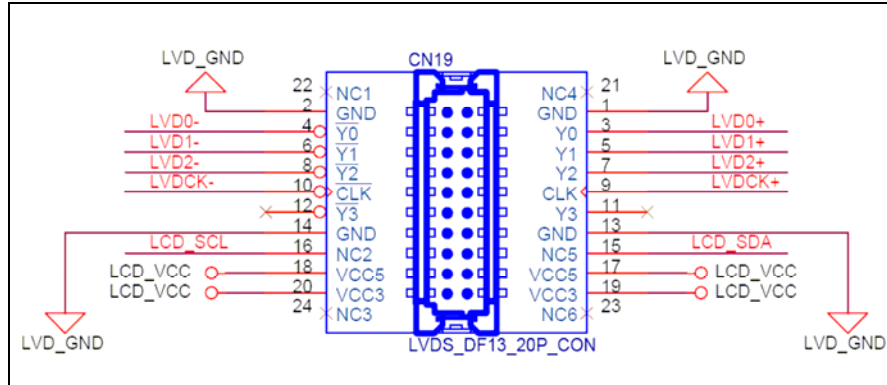 CN19
LVD_GND LVD_GND
22 NC1 NC4 21
2 GND GND 1
LVD0- 4 Y0 Y0 3 LVD0+
LVD1- 6 Y1 Y1 5 LVD1+
LVD2- 8 Y2 Y2 7 LVD2+
LVDCK- 10 CLK CLK 9 LVDCK+
12 Y3 Y3 11
14 GND GND 13
LCD_SCL 16 NC2 NC5 15 LCD_SDA
LCD_VCC 18 VCC5 VCC5 17 LCD_VCC
LCD_VCC 20 VCC3 VCC3 19 LCD_VCC
24 NC3 NC6 23
LVD_GND LVDS_DF13_20P_CON LVD_GND